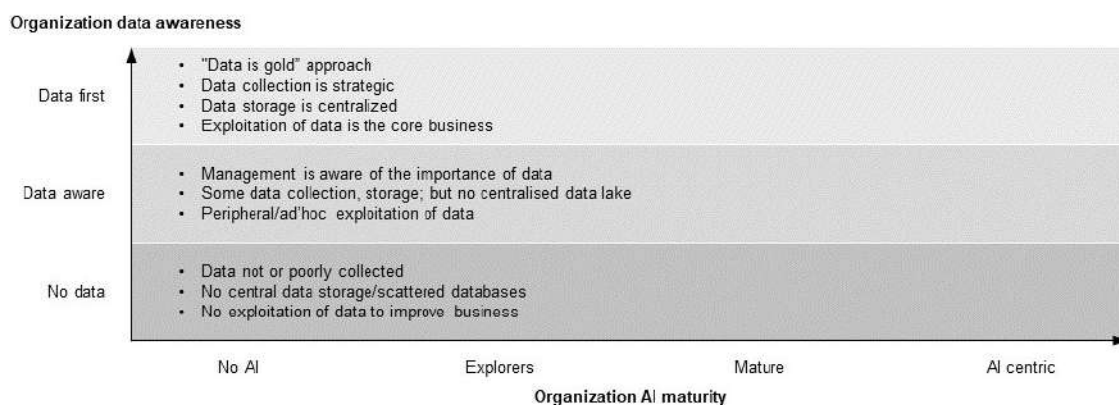 Organization data awareness
Data first
• "Data is gold" approach
• Data collection is strategic
• Data storage is centralized
• Exploitation of data is the core business
Data aware
• Management is aware of the importance of data
• Some data collection, storage; but no centralised data lake
• Peripheral/ad'hoc exploitation of data
No data
• Data not or poorly collected
• No central data storage/scattered databases
• No exploitation of data to improve business
No AI Explorers Mature AI centric
Organization AI maturity